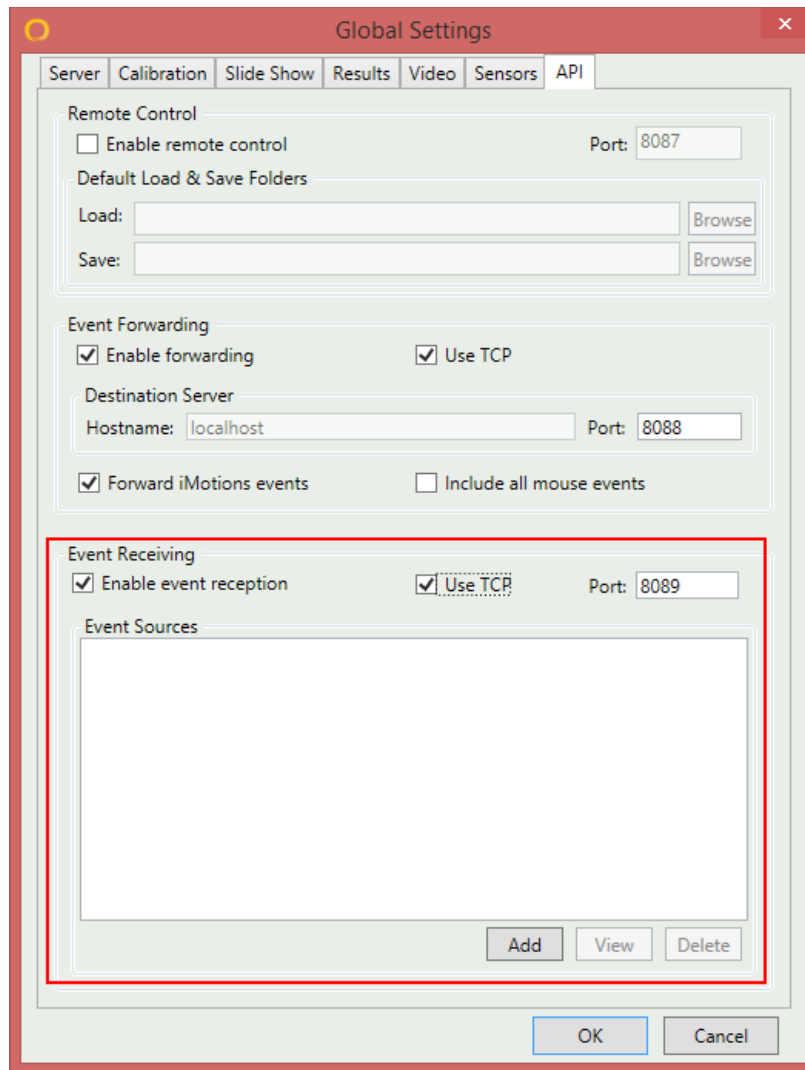 Global Settings
Server Calibration Slide Show Results Video Sensors API
Remote Control
Enable remote control Port: 8087
Default Load & Save Folders
Load: Browse
Save: Browse
Event Forwarding
Enable forwarding Use TCP
Destination Server
Hostname: localhost Port: 8088
Forward iMotions events Include all mouse events
Event Receiving
Enable event reception Use TCP Port: 8089
Event Sources
Add View Delete
OK Cancel